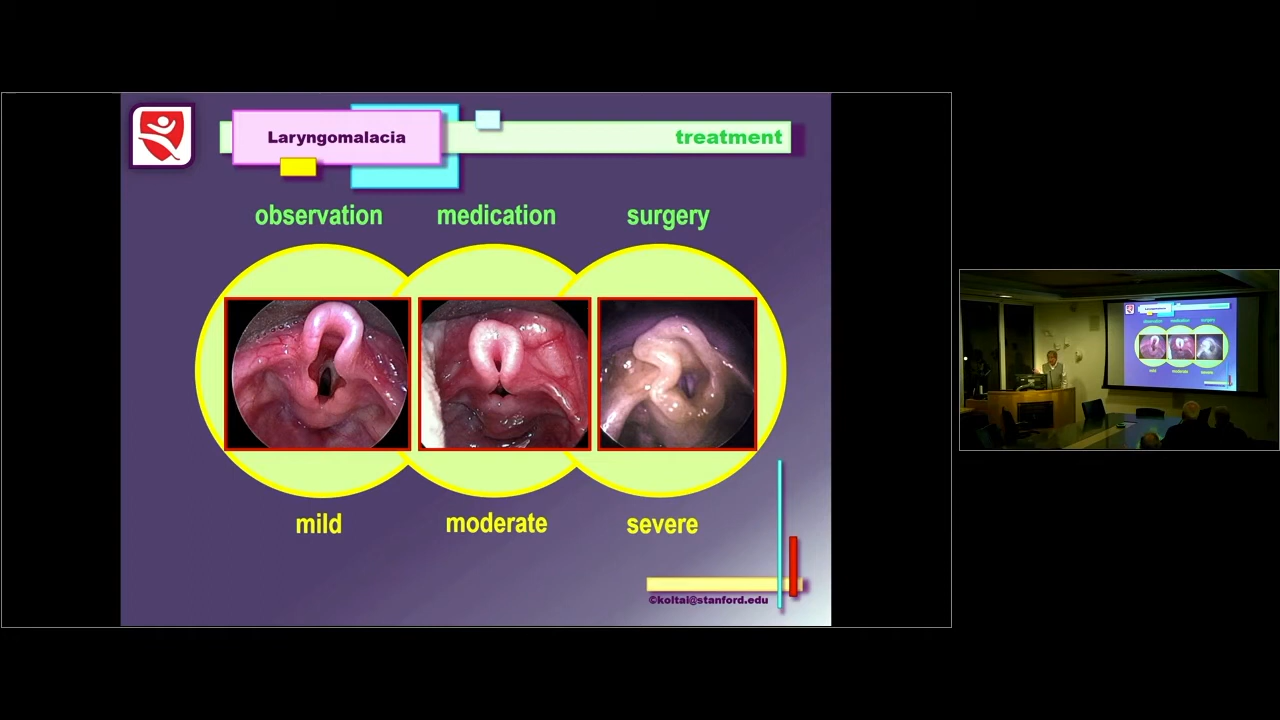 Laryngomalacia
treatment
observation medication surgery
mild moderate severe
©koltai@stanford.edu